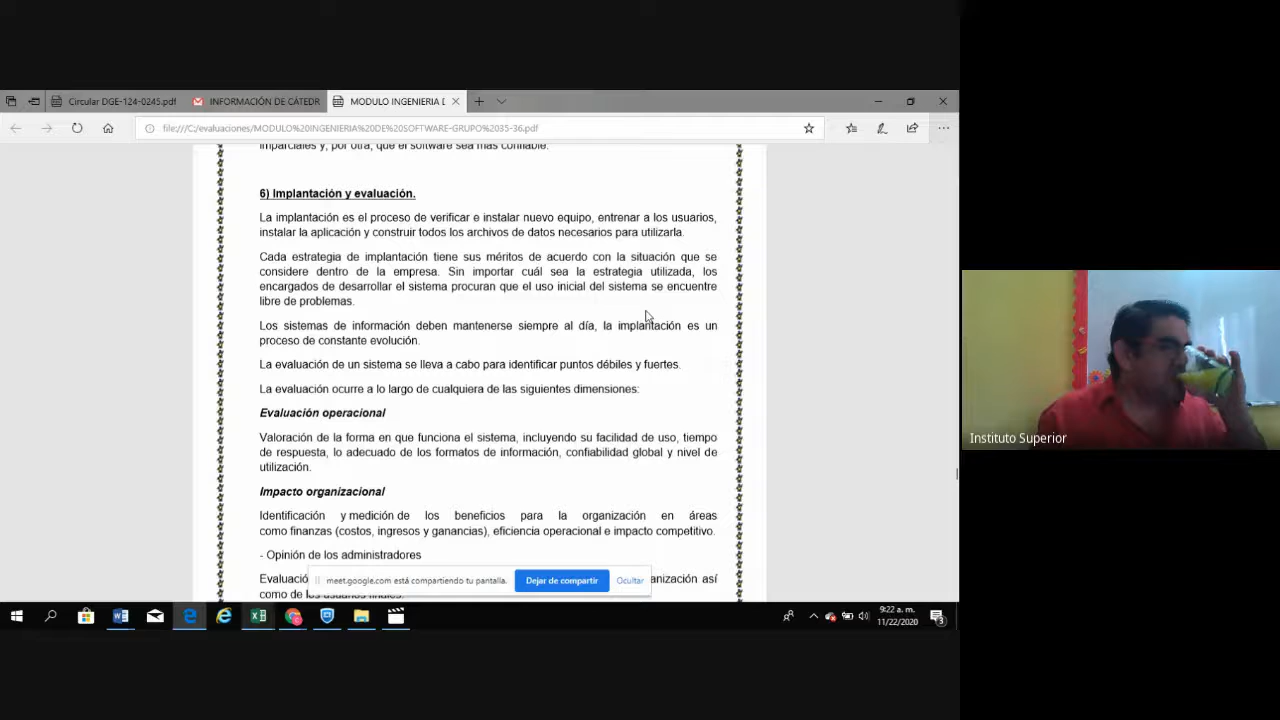 Circular DGE-124-0245.pdf
INFORMACIÓN DE CÁTEDR
MODULO INGENIERIA D
file:///C:/evaluaciones/MODULO%20INGENIERIA%20DE%20SOFTWARE-GRUPO%2035-36.pdf
imparciales y, por otra, que el software sea más confiable.
6) Implantación y evaluación.
La implantación es el proceso de verificar e instalar nuevo equipo, entrenar a los usuarios,
instalar la aplicación y construir todos los archivos de datos necesarios para utilizarla.
Cada estrategia de implantación tiene sus méritos de acuerdo con la situación que se
considere dentro de la empresa. Sin importar cuál sea la estrategia utilizada, los
encargados de desarrollar el sistema procuran que el uso inicial del sistema se encuentre
libre de problemas.
Los sistemas de información deben mantenerse siempre al día, la implantación es un
proceso de constante evolución.
La evaluación de un sistema se lleva a cabo para identificar puntos débiles y fuertes.
La evaluación ocurre a lo largo de cualquiera de las siguientes dimensiones:
Evaluación operacional
Valoración de la forma en que funciona el sistema, incluyendo su facilidad de uso, tiempo
de respuesta, lo adecuado de los formatos de información, confiabilidad global y nivel de
utilización.
Impacto organizacional
Identificación y medición de los beneficios para la organización en áreas
como finanzas (costos, ingresos y ganancias), eficiencia operacional e impacto competitivo.
- Opinión de los administradores
Evaluació
anización así
como de los usuarios finales.
meet.google.com está compartiendo tu pantalla.
Dejar de compartir
Ocultar
9:22 a. m.
11/22/2020
3
Instituto Superior